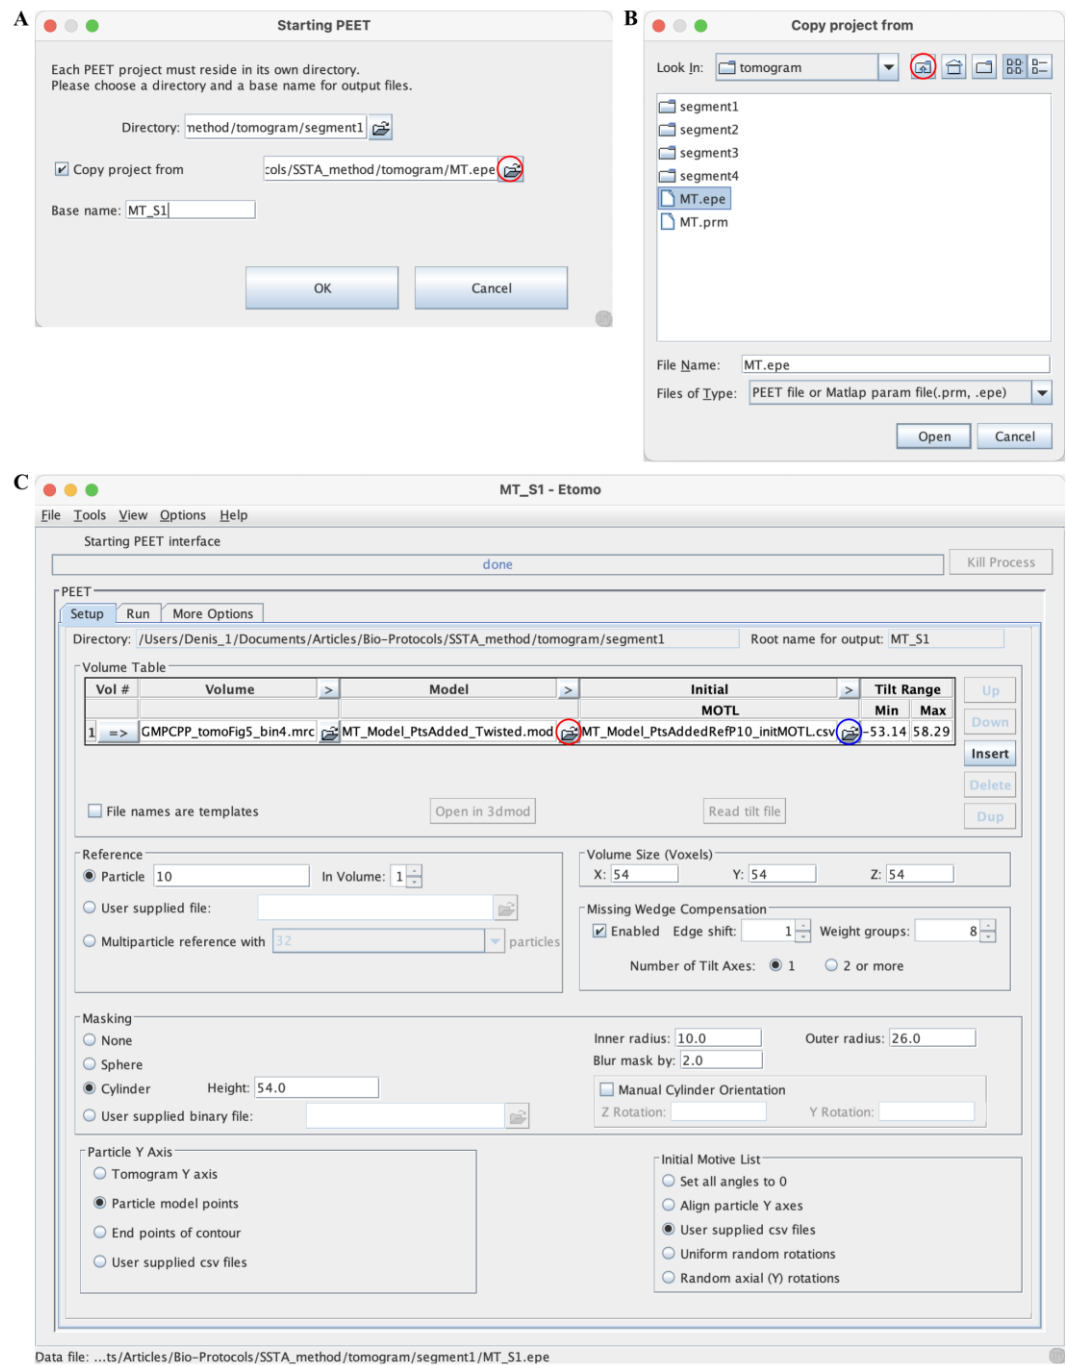 A
Starting PEET
Each PEET project must reside in its own directory.
Please choose a directory and a base name for output files.
Directory: method/tomogram/segment1
Copy project from cols/SSTA_method/tomogram/MT.epe
Base name: MT_S1
OK Cancel
B
Copy project from
Look In: tomogram
segment1
segment2
segment3
segment4
MT.epe
MT.prm
File Name: MT.epe
Files of Type: PEET file or Matlap param file(.prm, .epe)
Open Cancel
C
MT_S1 - Etomo
File Tools View Options Help
Starting PEET interface
done Kill Process
PEET
Setup Run More Options
Directory: /Users/Denis_1/Documents/Articles/Bio-Protocols/SSTA_method/tomogram/segment1 Root name for output: MT_S1
Volume Table
Vol # Volume > Model > Initial > Tilt Range Up
MOTL Min Max
1 => GMPCPP_tomoFig5_bin4.mrc MT_Model_PtsAdded_Twisted.mod MT_Model_PtsAddedRefP10_initMOTL.csv -53.14 58.29 Down
Insert
Delete
File names are templates Open in 3dmod Read tilt file Dup
Reference
Particle 10 In Volume: 1
User supplied file:
Multiparticle reference with 32 particles
Volume Size (Voxels)
X: 54 Y: 54 Z: 54
Missing Wedge Compensation
Enabled Edge shift: 1 Weight groups: 8
Number of Tilt Axes: 1 2 or more
Masking
None
Sphere
Cylinder Height: 54.0
User supplied binary file:
Inner radius: 10.0 Outer radius: 26.0
Blur mask by: 2.0
Manual Cylinder Orientation
Z Rotation: Y Rotation:
Particle Y Axis
Tomogram Y axis
Particle model points
End points of contour
User supplied csv files
Initial Motive List
Set all angles to 0
Align particle Y axes
User supplied csv files
Uniform random rotations
Random axial (Y) rotations
Data file: ...ts/Articles/Bio-Protocols/SSTA_method/tomogram/segment1/MT_S1.epe